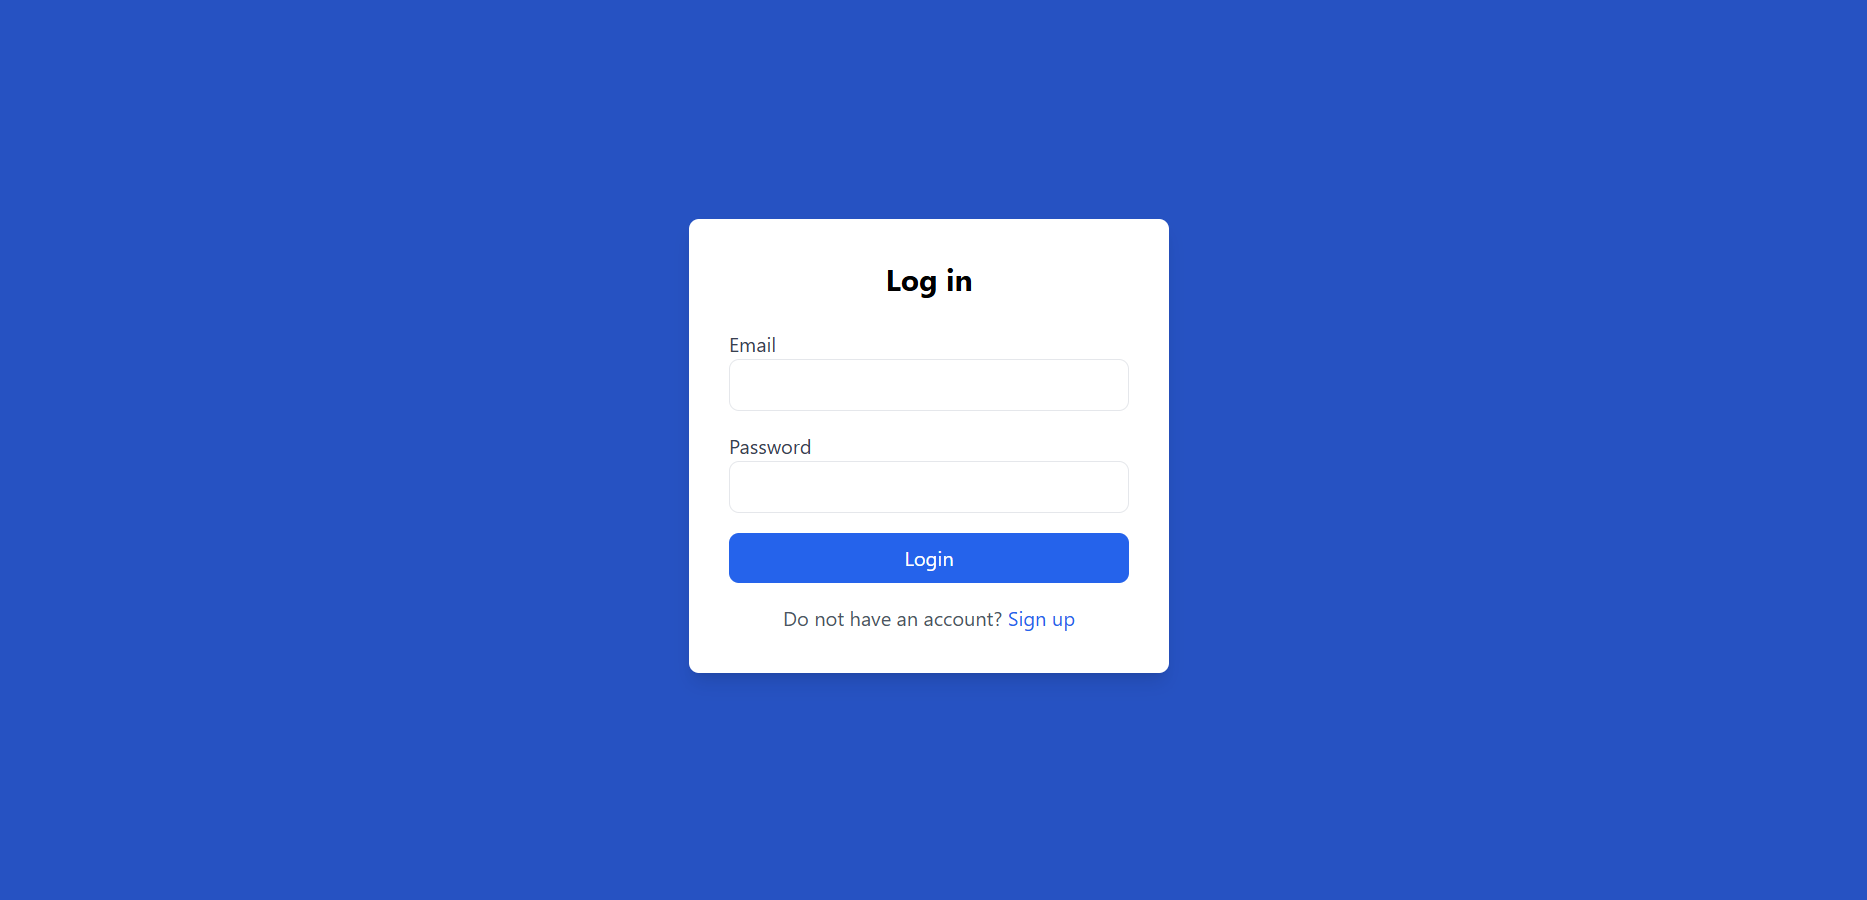 Log in
Email
Password
Login
Do not have an account? Sign up